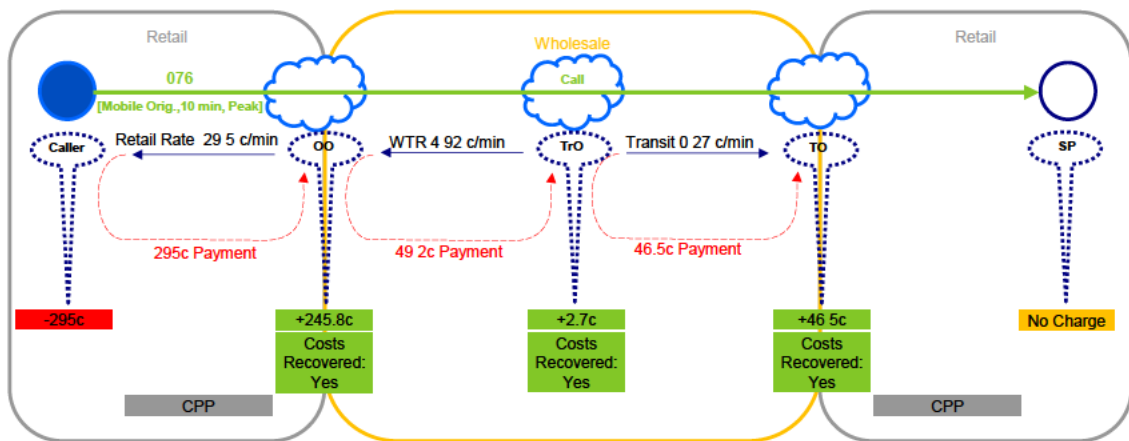 Retail
Wholesale
Retail
076
Call
[Mobile Orig.,10 min, Peak]
Caller
Retail Rate 29 5 c/min
OO
WTR 4 92 c/min
TrO
Transit 0 27 c/min
TO
SP
295c Payment
49 2c Payment
46.5c Payment
-295c
+245.8c
+2.7c
+46 5c
No Charge
Costs
Recovered:
Yes
Costs
Recovered:
Yes
Costs
Recovered:
Yes
CPP
CPP